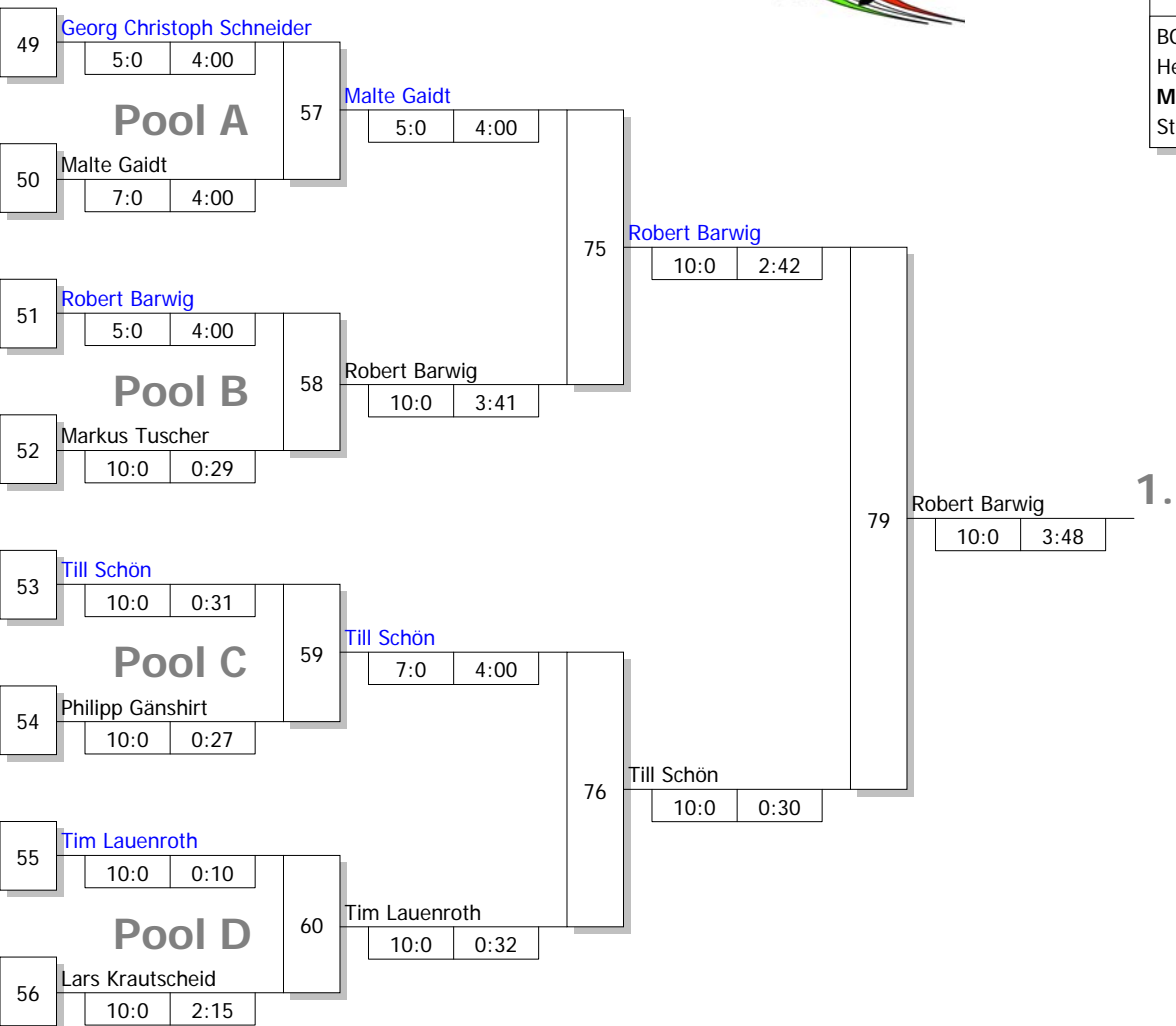 49
Georg Christoph Schneider
5:0 4:00
Pool A
57
50
Malte Gaidt
7:0 4:00
Malte Gaidt
5:0 4:00
51
Robert Barwig
5:0 4:00
Pool B
58
52
Markus Tuscher
10:0 0:29
Robert Barwig
10:0 3:41
75
Robert Barwig
10:0 2:42
53
Till Schön
10:0 0:31
Pool C
59
54
Philipp Gänshirt
10:0 0:27
Till Schön
7:0 4:00
55
Tim Lauenroth
10:0 0:10
Pool D
60
56
Lars Krautscheid
10:0 2:15
Tim Lauenroth
10:0 0:32
76
Till Schön
10:0 0:30
79
Robert Barwig
10:0 3:48
1.